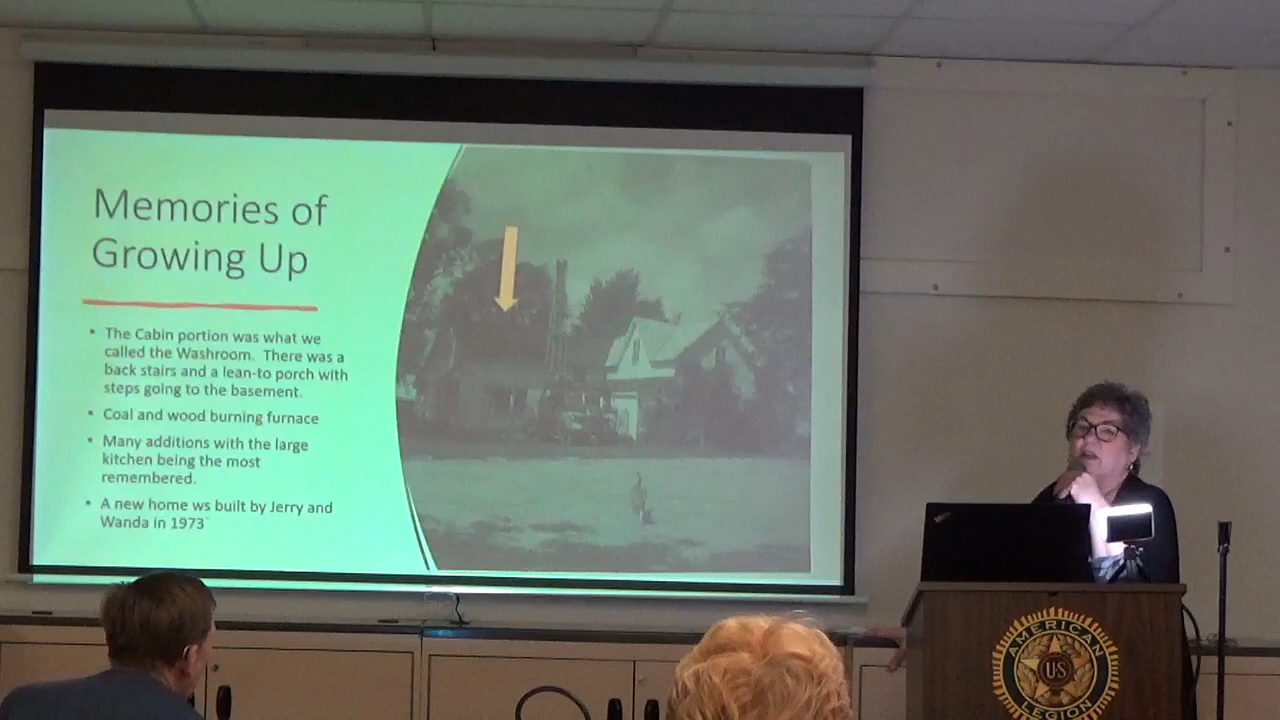 Memories of
Growing Up
• The Cabin portion was what we
called the Washroom. There was a
back stairs and a lean-to porch with
steps going to the basement.
• Coal and wood burning furnace
• Many additions with the large
kitchen being the most
remembered.
• A new home ws built by Jerry and
Wanda in 1973
AMERICAN
US
LEGION